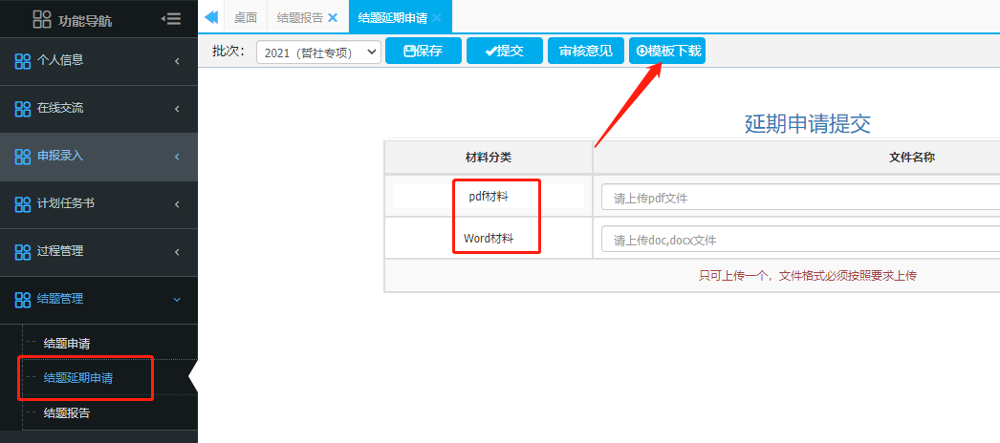 功能导航
个人信息
在线交流
申报录入
计划任务书
过程管理
结题管理
结题申请
结题延期申请
结题报告
桌面 结题报告 结题延期申请
批次: 2021（暂社专项） 保存 提交 审核意见 模板下载
延期申请提交
材料分类 文件名称
pdf材料 请上传pdf文件
Word材料 请上传doc,docx文件
只可上传一个，文件格式必须按照要求上传